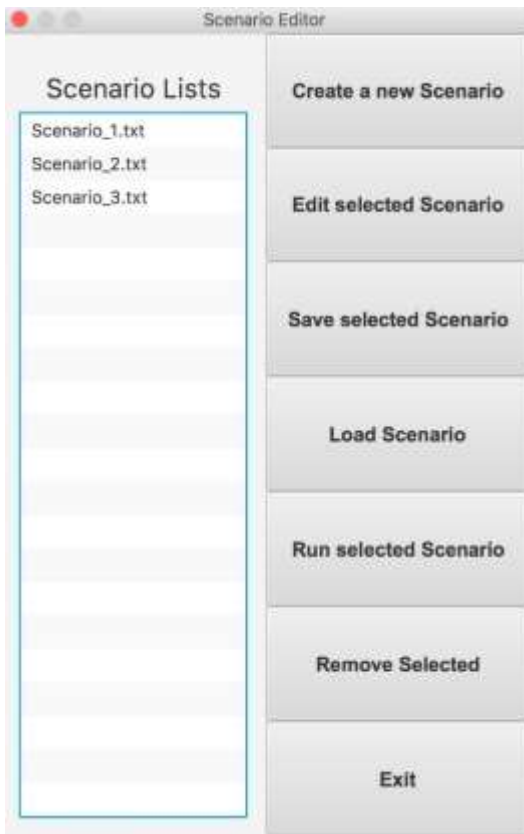 Scenario Editor
Scenario Lists
Scenario_1.txt
Scenario_2.txt
Scenario_3.txt
Create a new Scenario
Edit selected Scenario
Save selected Scenario
Load Scenario
Run selected Scenario
Remove Selected
Exit